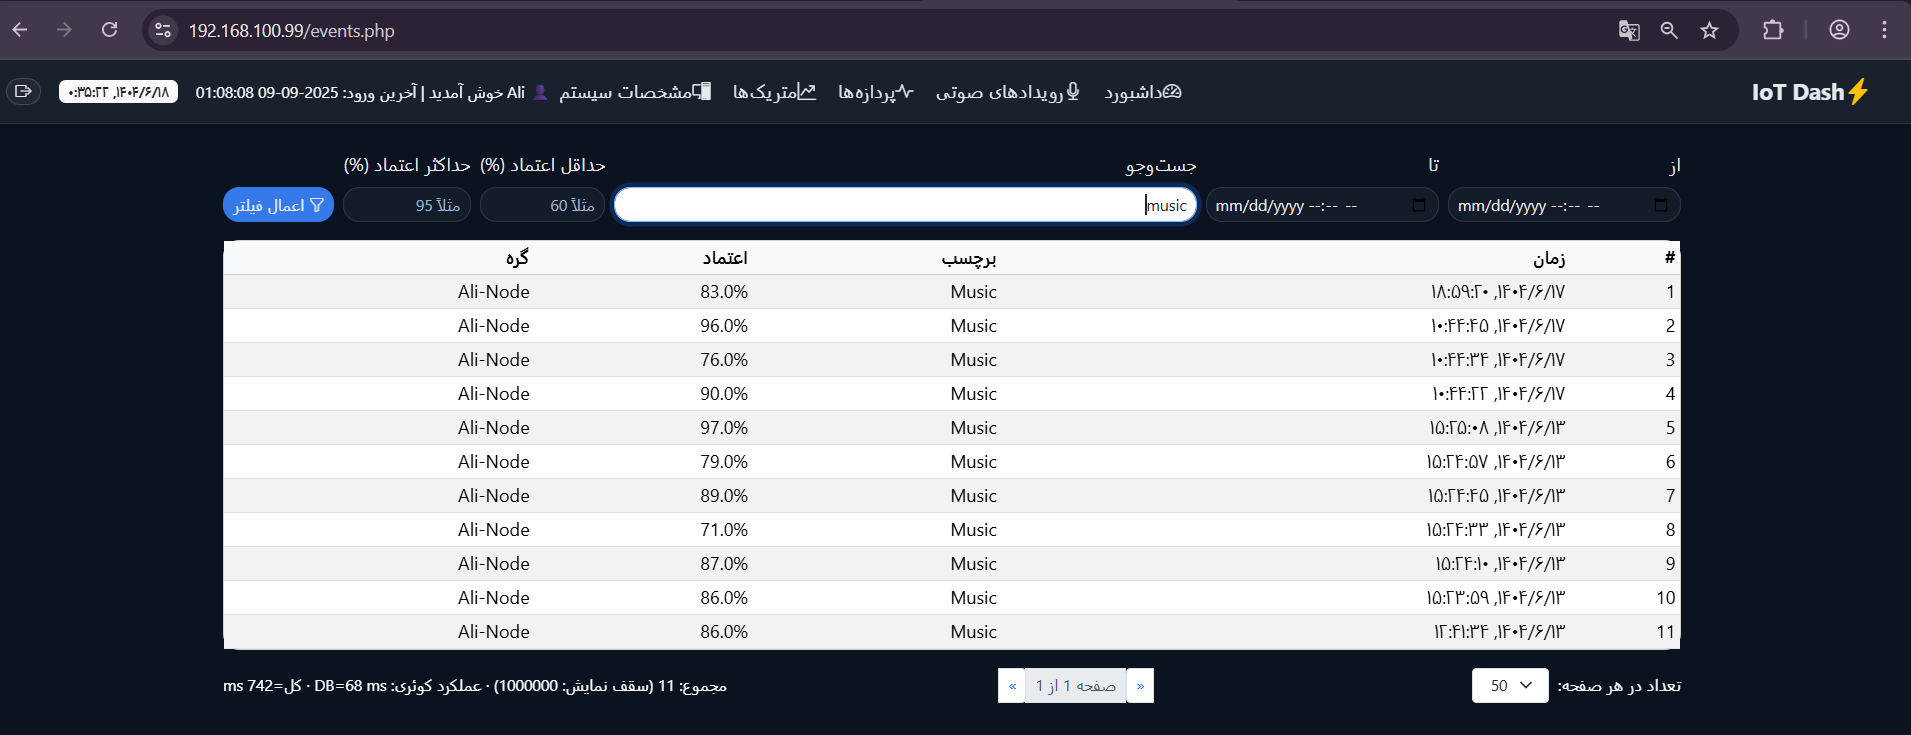 192.168.100.99/events.php
⚡IoT Dash
داشبورد رویدادهای صوتی پردازه‌ها متریک‌ها مشخصات سیستم Ali خوش آمدید | آخرین ورود: 2025-09-09 01:08:08 ۱۴۰۴/۶/۱۸, ۰:۳۵:۲۲
از تا جست‌وجو حداقل اعتماد (%) حداکثر اعتماد (%)
mm/dd/yyyy --:-- -- mm/dd/yyyy --:-- -- music مثلاً 60 مثلاً 95 اعمال فیلتر
# زمان برچسب اعتماد گره
1 ۱۴۰۴/۶/۱۷, ۱۸:۵۹:۲۰ Music 83.0% Ali-Node
2 ۱۴۰۴/۶/۱۷, ۱۰:۴۴:۴۵ Music 96.0% Ali-Node
3 ۱۴۰۴/۶/۱۷, ۱۰:۴۴:۳۴ Music 76.0% Ali-Node
4 ۱۴۰۴/۶/۱۷, ۱۰:۴۴:۲۲ Music 90.0% Ali-Node
5 ۱۴۰۴/۶/۱۳, ۱۵:۲۵:۰۸ Music 97.0% Ali-Node
6 ۱۴۰۴/۶/۱۳, ۱۵:۲۴:۵۷ Music 79.0% Ali-Node
7 ۱۴۰۴/۶/۱۳, ۱۵:۲۴:۴۵ Music 89.0% Ali-Node
8 ۱۴۰۴/۶/۱۳, ۱۵:۲۴:۳۳ Music 71.0% Ali-Node
9 ۱۴۰۴/۶/۱۳, ۱۵:۲۴:۱۰ Music 87.0% Ali-Node
10 ۱۴۰۴/۶/۱۳, ۱۵:۲۳:۵۹ Music 86.0% Ali-Node
11 ۱۴۰۴/۶/۱۳, ۱۲:۴۱:۳۴ Music 86.0% Ali-Node
تعداد در هر صفحه: 50 « صفحه 1 از 1 » مجموع: 11 (سقف نمایش: 1000000) · عملکرد کوئری: DB=68 ms · کل=742 ms